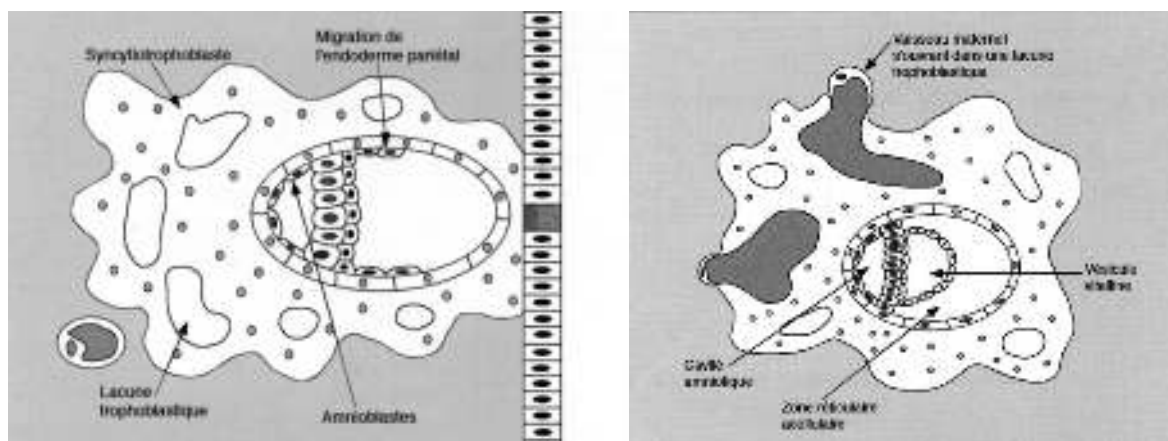 Syncytiotrophoblaste
Migration de
l'endoderme pariétal
Lacune
trophoblastique
Amnioblastes
Vaisseau maternel
s'ouvrant dans une lacune
trophoblastique
Vésicule
vitelline
Cavité
amniotique
Zone réticulaire
acellulaire